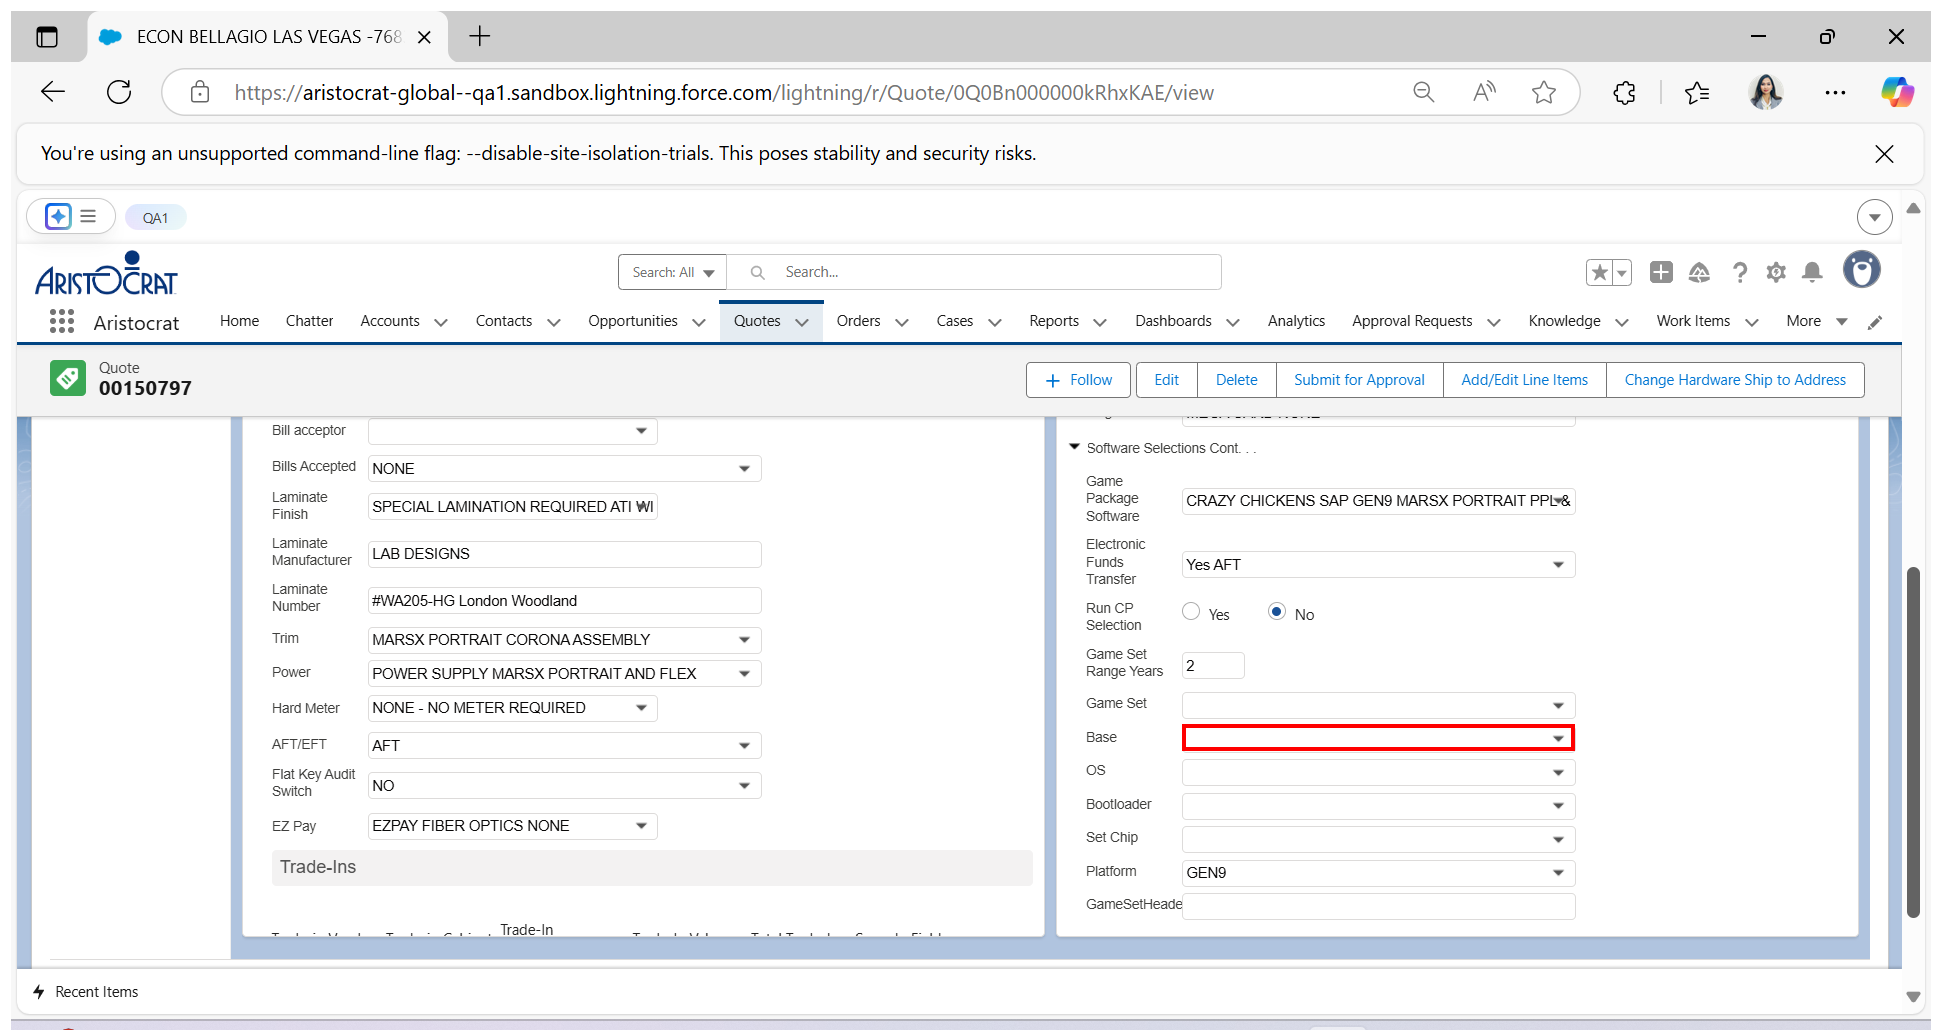 ECON BELLAGIO LAS VEGAS -768
https://aristocrat-global--qa1.sandbox.lightning.force.com/lightning/r/Quote/0Q0Bn000000kRhxKAE/view
You're using an unsupported command-line flag: --disable-site-isolation-trials. This poses stability and security risks.
QA1
ARISTOCRAT
Search: All
Search...
Aristocrat
Home
Chatter
Accounts
Contacts
Opportunities
Quotes
Orders
Cases
Reports
Dashboards
Analytics
Approval Requests
Knowledge
Work Items
More
Quote
00150797
Follow
Edit
Delete
Submit for Approval
Add/Edit Line Items
Change Hardware Ship to Address
Bill acceptor
Bills Accepted
NONE
Laminate
Finish
SPECIAL LAMINATION REQUIRED ATI WI
Laminate
Manufacturer
LAB DESIGNS
Laminate
Number
#WA205-HG London Woodland
Trim
MARSX PORTRAIT CORONA ASSEMBLY
Power
POWER SUPPLY MARSX PORTRAIT AND FLEX
Hard Meter
NONE - NO METER REQUIRED
AFT/EFT
AFT
Flat Key Audit
Switch
NO
EZ Pay
EZPAY FIBER OPTICS NONE
Trade-Ins
Trade-In
Software Selections Cont. . .
Game
Package
Software
CRAZY CHICKENS SAP GEN9 MARSX PORTRAIT PPL &
Electronic
Funds
Transfer
Yes AFT
Run CP
Selection
Yes
No
Game Set
Range Years
2
Game Set
Base
OS
Bootloader
Set Chip
Platform
GEN9
GameSetHeade
Recent Items